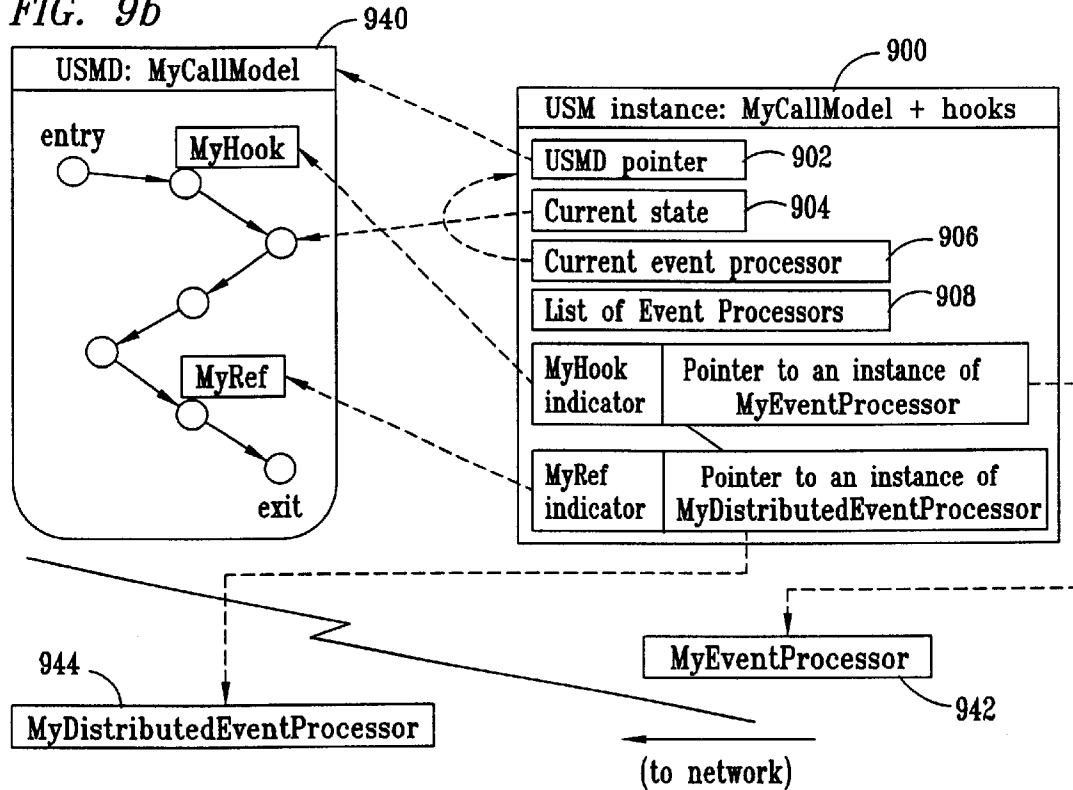 FIG. 9b
940
USMD: MyCallModel
entry
MyHook
MyRef
exit
900
USM instance: MyCallModel + hooks
USMD pointer
902
Current state
904
Current event processor
906
List of Event Processors
908
MyHook
indicator
Pointer to an instance of
MyEventProcessor
MyRef
indicator
Pointer to an instance of
MyDistributedEventProcessor
944
MyDistributedEventProcessor
MyEventProcessor
942
(to network)